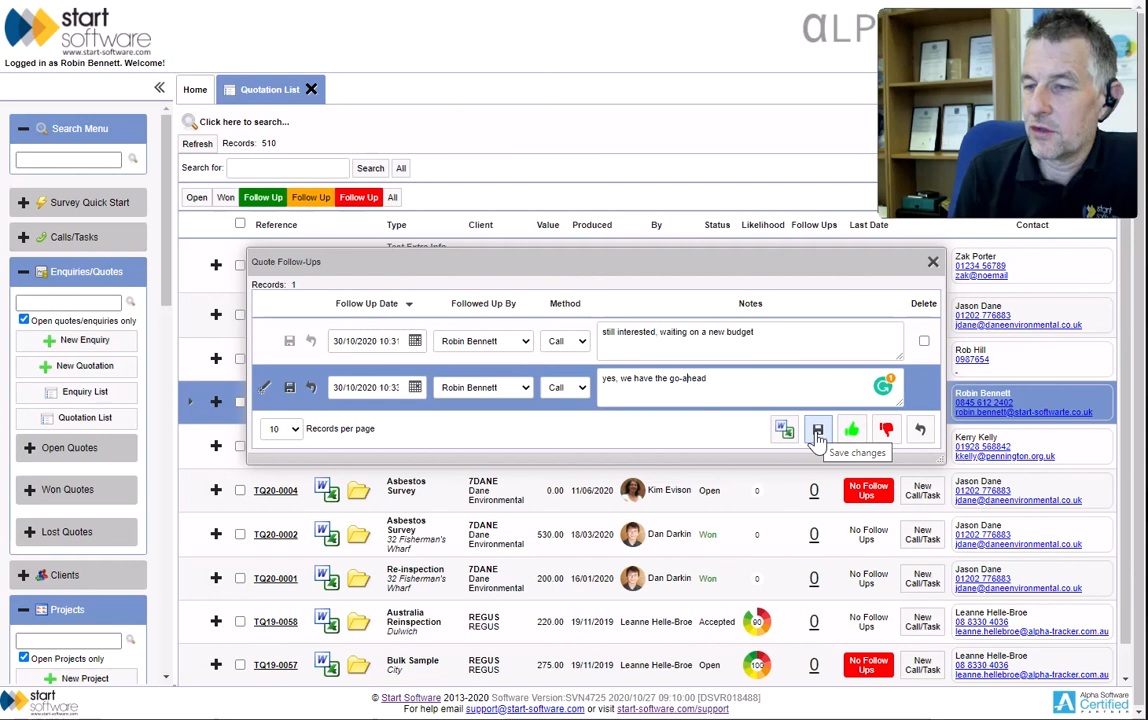 start
software
www.start-software.com
Logged in as Robin Bennett. Welcome!
αLP
Home
Quotation List
Search Menu
Survey Quick Start
Calls/Tasks
Enquiries/Quotes
Open quotes/enquiries only
New Enquiry
New Quotation
Enquiry List
Quotation List
Open Quotes
Won Quotes
Lost Quotes
Clients
Projects
Open Projects only
New Project
Click here to search...
Refresh Records: 510
Search for: Search All
Open Won Follow Up Follow Up Follow Up All
Reference Type Client Value Produced By Status Likelihood Follow Ups Last Date Contact
Test Extra Info
Zak Porter
01234 56789
zak@noemail
Jason Dane
01202 776883
jdane@daneenvironmental.co.uk
Rob Hill
0987654
Robin Bennett
0845 612 2402
robin.bennett@start-softwarte.co.uk
Kerry Kelly
01928 568842
kkelly@pennington.org.uk
Quote Follow-Ups
Records: 1
Follow Up Date Followed Up By Method Notes Delete
30/10/2020 10:31 Robin Bennett Call still interested, waiting on a new budget
30/10/2020 10:33 Robin Bennett Call yes, we have the go-ahead
1
10 Records per page
Save changes
TQ20-0004 Asbestos Survey 7DANE Dane Environmental 0.00 11/06/2020 Kim Evison Open 0 0 No Follow Ups New Call/Task Jason Dane
01202 776883
jdane@daneenvironmental.co.uk
TQ20-0002 Asbestos Survey 32 Fisherman's Wharf 7DANE Dane Environmental 530.00 18/03/2020 Dan Darkin Won 0 0 No Follow Ups New Call/Task Jason Dane
01202 776883
jdane@daneenvironmental.co.uk
TQ20-0001 Re-inspection 32 Fisherman's Wharf 7DANE Dane Environmental 200.00 16/01/2020 Dan Darkin Won 0 0 No Follow Ups New Call/Task Jason Dane
01202 776883
jdane@daneenvironmental.co.uk
TQ19-0058 Australia Reinspection Dulwich REGUS REGUS 220.00 19/11/2019 Leanne Helle-Broe Accepted 90 0 No Follow Ups New Call/Task Leanne Helle-Broe
08 8330 4036
leanne.hellebroe@alpha-tracker.com.au
TQ19-0057 Bulk Sample City REGUS REGUS 275.00 19/11/2019 Leanne Helle-Broe Open 100 0 No Follow Ups New Call/Task Leanne Helle-Broe
08 8330 4036
leanne.hellebroe@alpha-tracker.com.au
start
software
© Start Software 2013-2020 Software Version:SVN4725 2020/10/27 09:10:00 [DSVR018488]
For help email support@start-software.com or visit start-software.com/support
Alpha Software
Certified
PARTNER